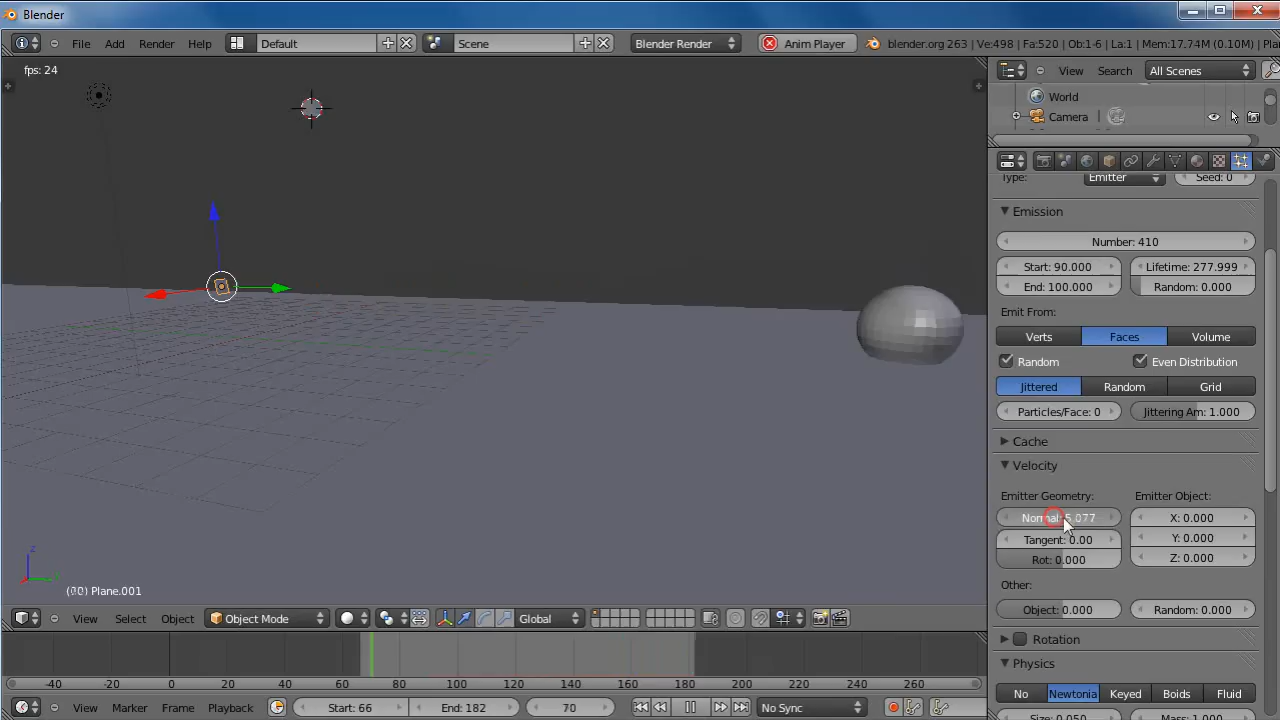 Blender
File Add Render Help Default Scene Blender Render Anim Player blender.org 263 | Ve:498 | Fa:520 | Ob:1-6 | La:1 | Mem:17.74M (0.10M) |
fps: 24
View Search All Scenes
World
Camera
Type: Emitter Seed: 0
Emission
Number: 410
Start: 90.000 Lifetime: 277.999
End: 100.000 Random: 0.000
Emit From:
Verts Faces Volume
Random Even Distribution
Jittered Random Grid
Particles/Face: 0 Jittering Am: 1.000
Cache
Velocity
Emitter Geometry: Emitter Object:
Normal: 5.077 X: 0.000
Tangent: 0.00 Y: 0.000
Rot: 0.000 Z: 0.000
Other:
Object: 0.000 Random: 0.000
Rotation
Physics
No Newtonia Keyed Boids Fluid
Size: 0.050 Mass: 1.000
z
Plane.001
View Select Object Object Mode Global
-40 -20 0 20 40 60 80 100 120 140 160 180 200 220 240 260
View Marker Frame Playback Start: 66 End: 182 70 No Sync